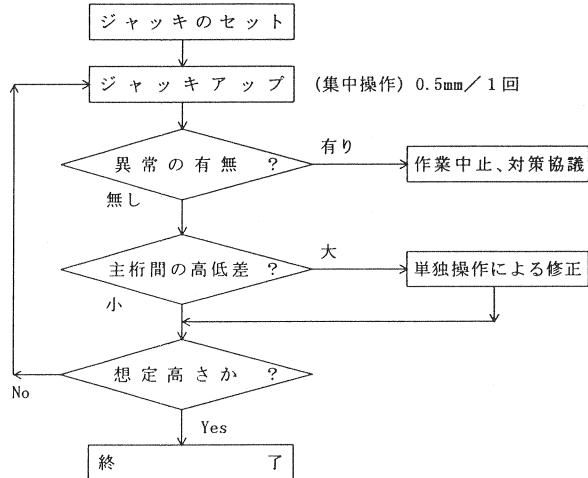 ジャッキのセット
ジャッキアップ (集中操作) 0.5mm／1回
異常の有無 ?
有り
作業中止、対策協議
無し
主桁間の高低差 ?
大
単独操作による修正
小
想定高さか ?
No
Yes
終 了